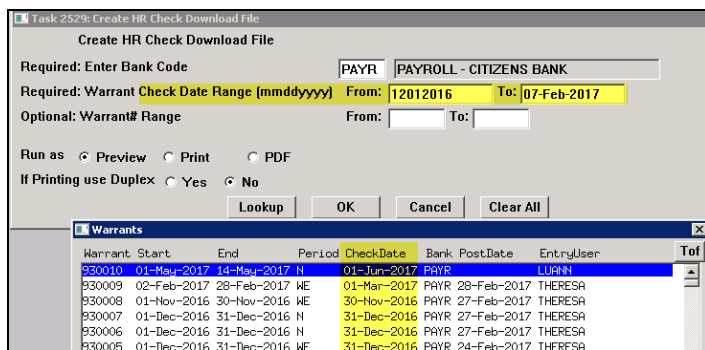 Task 2529: Create HR Check Download File
Create HR Check Download File
Required: Enter Bank Code PAYR PAYROLL - CITIZENS BANK
Required: Warrant Check Date Range (mmddyyyy) From: 12012016 To: 07-Feb-2017
Optional: Warrant# Range From: To:
Run as Preview Print PDF
If Printing use Duplex Yes No
Lookup OK Cancel Clear All
Warrants
Warrant Start End Period CheckDate Bank PostDate EntryUser Tof
930010 01-May-2017 14-May-2017 N 01-Jun-2017 PAYR LUANN
930009 02-Feb-2017 28-Feb-2017 WE 01-Mar-2017 PAYR 28-Feb-2017 THERESA
930008 01-Nov-2016 30-Nov-2016 WE 30-Nov-2016 PAYR 28-Feb-2017 THERESA
930007 01-Dec-2016 31-Dec-2016 N 31-Dec-2016 PAYR 27-Feb-2017 THERESA
930006 01-Dec-2016 31-Dec-2016 N 31-Dec-2016 PAYR 27-Feb-2017 THERESA
930005 01-Dec-2016 31-Dec-2016 WE 31-Dec-2016 PAYR 24-Feb-2017 THERESA